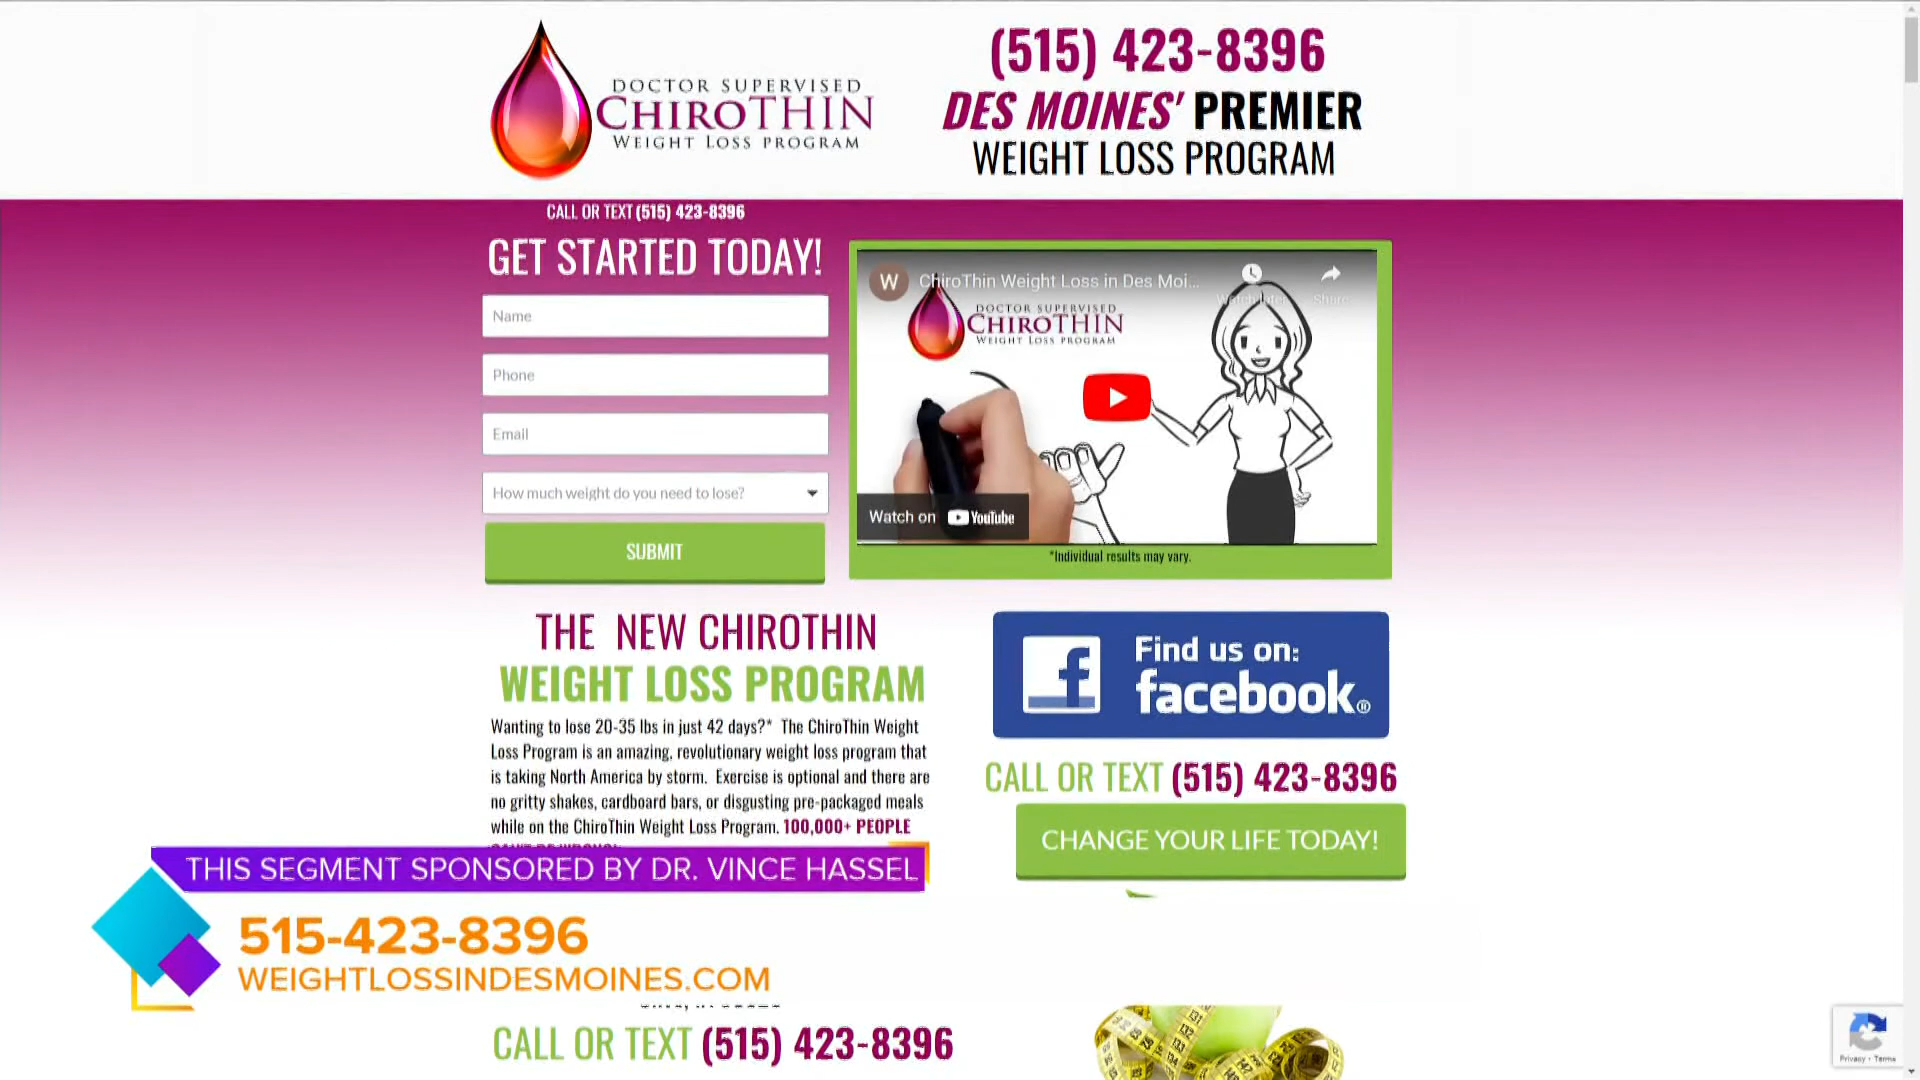 DOCTOR SUPERVISED
CHIROTHIN
WEIGHT LOSS PROGRAM
(515) 423-8396
DES MOINES' PREMIER
WEIGHT LOSS PROGRAM
CALL OR TEXT (515) 423-8396
GET STARTED TODAY!
Name
Phone
Email
How much weight do you need to lose?
SUBMIT
W
ChiroThin Weight Loss in Des Moi...
Watch later
Share
DOCTOR SUPERVISED
CHIROTHIN
WEIGHT LOSS PROGRAM
Watch on YouTube
*Individual results may vary.
THE NEW CHIROTHIN
WEIGHT LOSS PROGRAM
Wanting to lose 20-35 lbs in just 42 days?* The ChiroThin Weight
Loss Program is an amazing, revolutionary weight loss program that
is taking North America by storm. Exercise is optional and there are
no gritty shakes, cardboard bars, or disgusting pre-packaged meals
while on the ChiroThin Weight Loss Program. 100,000+ PEOPLE
f
Find us on:
facebook®
CALL OR TEXT (515) 423-8396
CHANGE YOUR LIFE TODAY!
THIS SEGMENT SPONSORED BY DR. VINCE HASSEL
515-423-8396
WEIGHTLOSSINDESMOINES.COM
CALL OR TEXT (515) 423-8396
Privacy - Terms